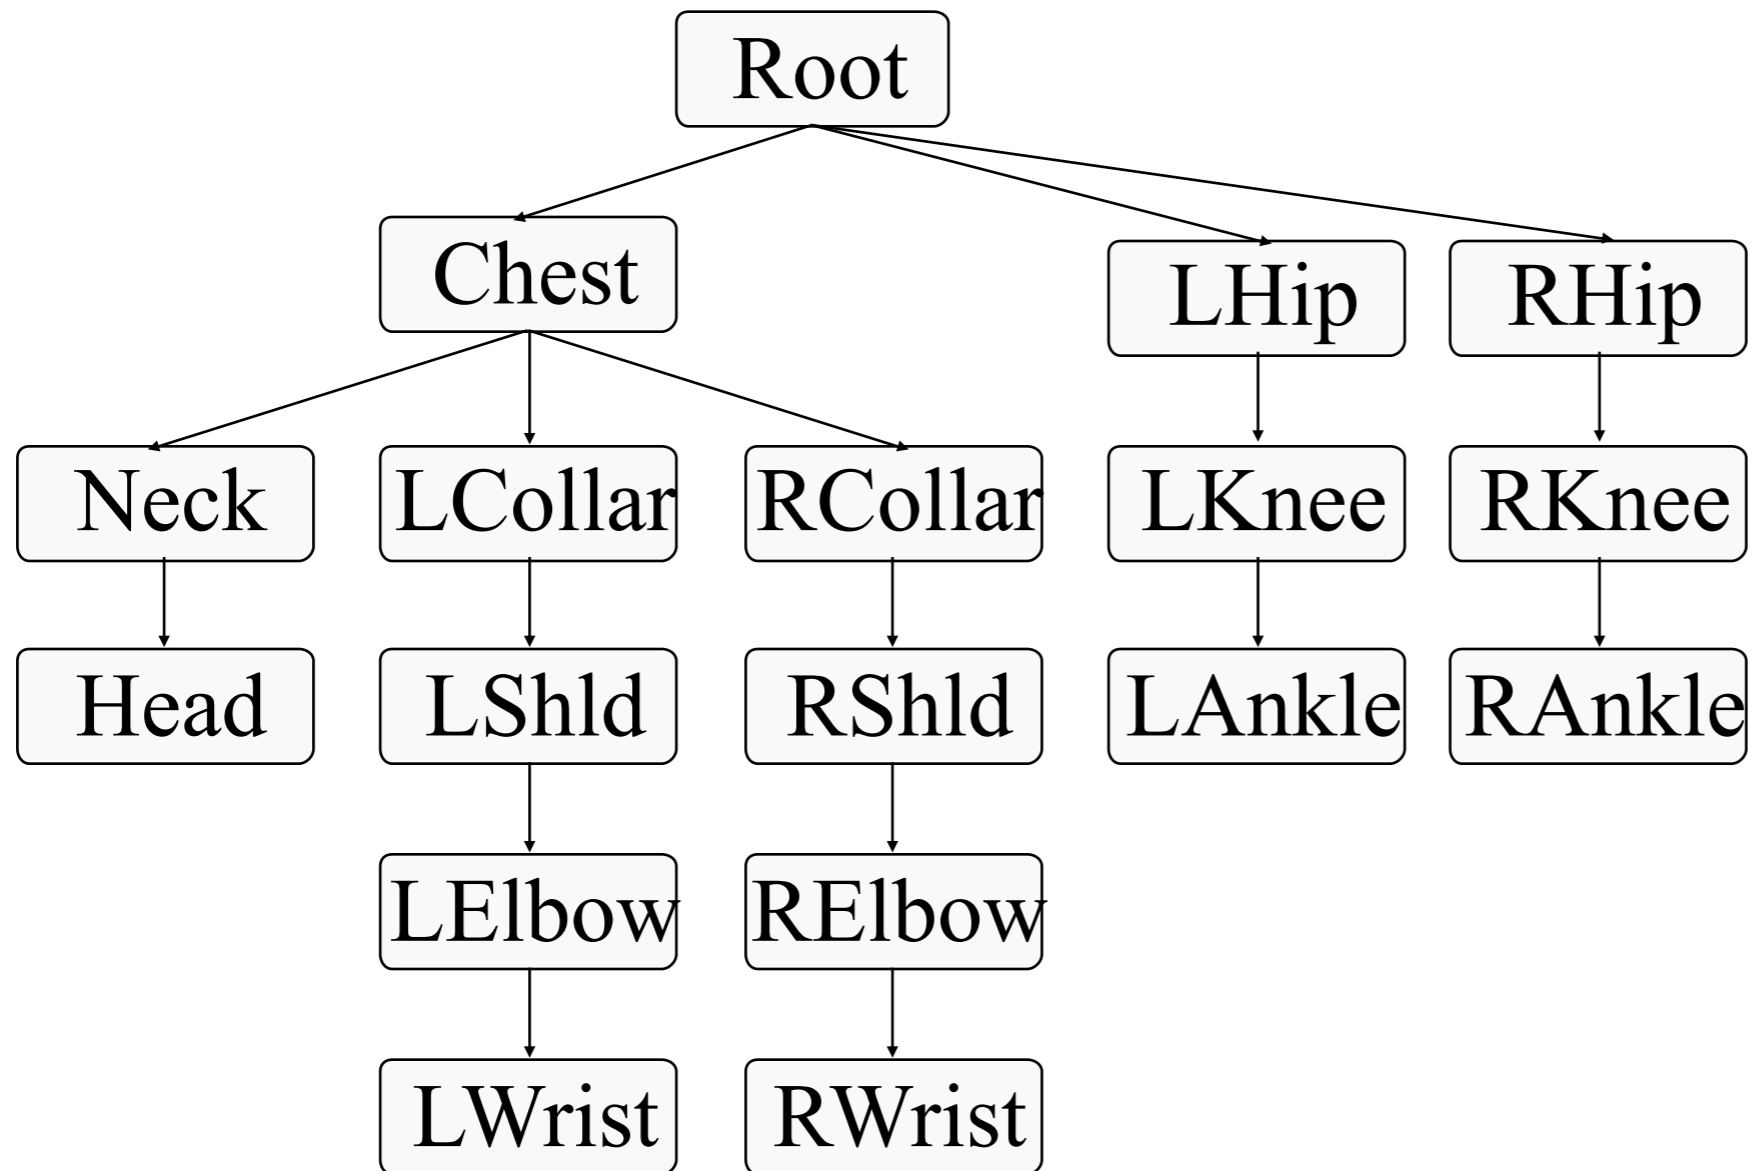 Root
Chest
LHip
RHip
Neck
LCollar
RCollar
LKnee
RKnee
Head
LShld
RShld
LAnkle
RAnkle
LElbow
RElbow
LWrist
RWrist